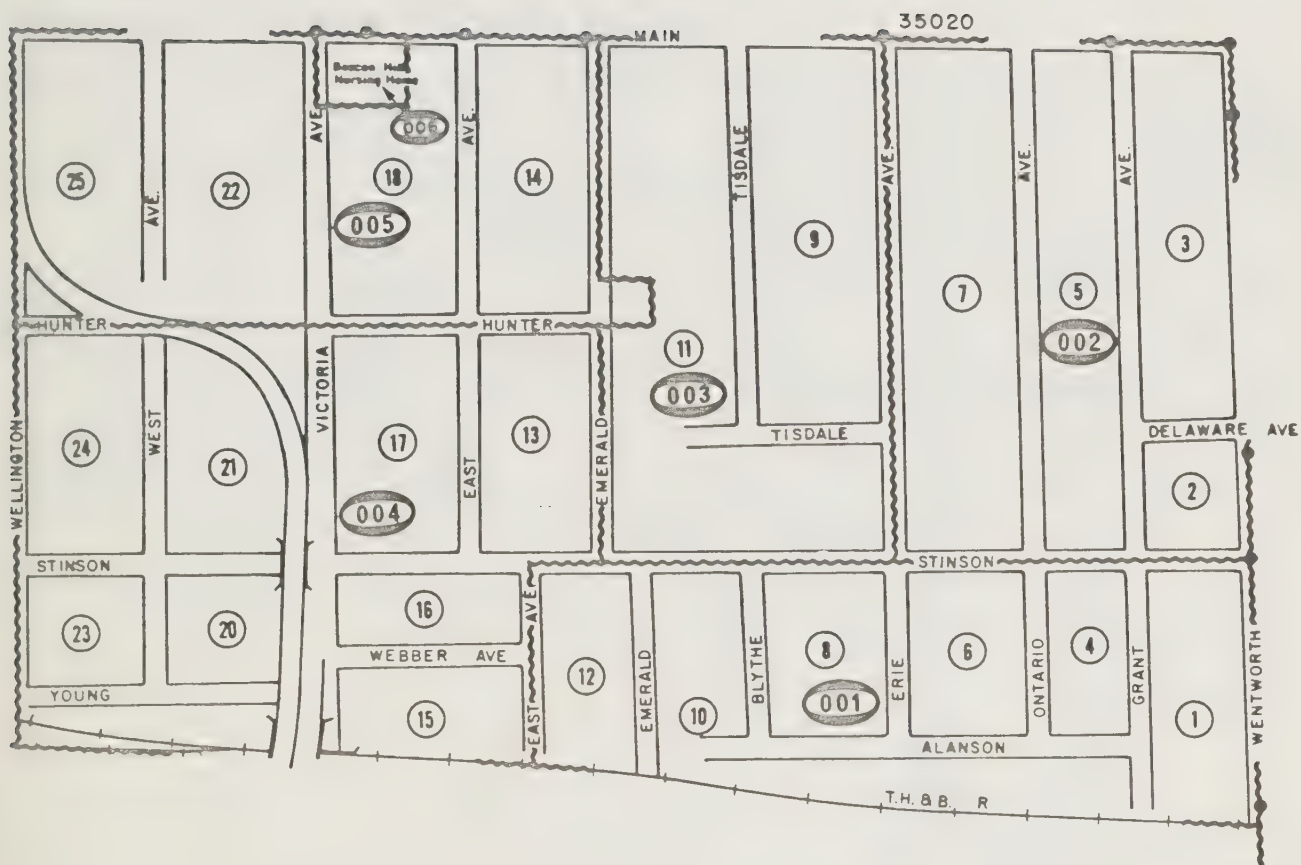 35020
MAIN
Beacon Hill
Nursing Home
006
AVE
AVE.
TISDALE
AVE
AVE.
AVE.
AVE.
25
22
18
14
005
9
3
7
5
HUNTER
HUNTER
002
11
003
VICTORIA
TISDALE
DELAWARE AVE
WELLINGTON
24
WEST
21
17
EAST
13
EMERALD
2
004
STINSON
STINSON
23
20
16
WEBBER AVE
EAST AVE
12
EMERALD
BLYTHE
8
ERIE
6
ONTARIO
4
GRANT
WENTWORTH
YOUNG
15
10
001
1
ALANSON
T.H. & B. R